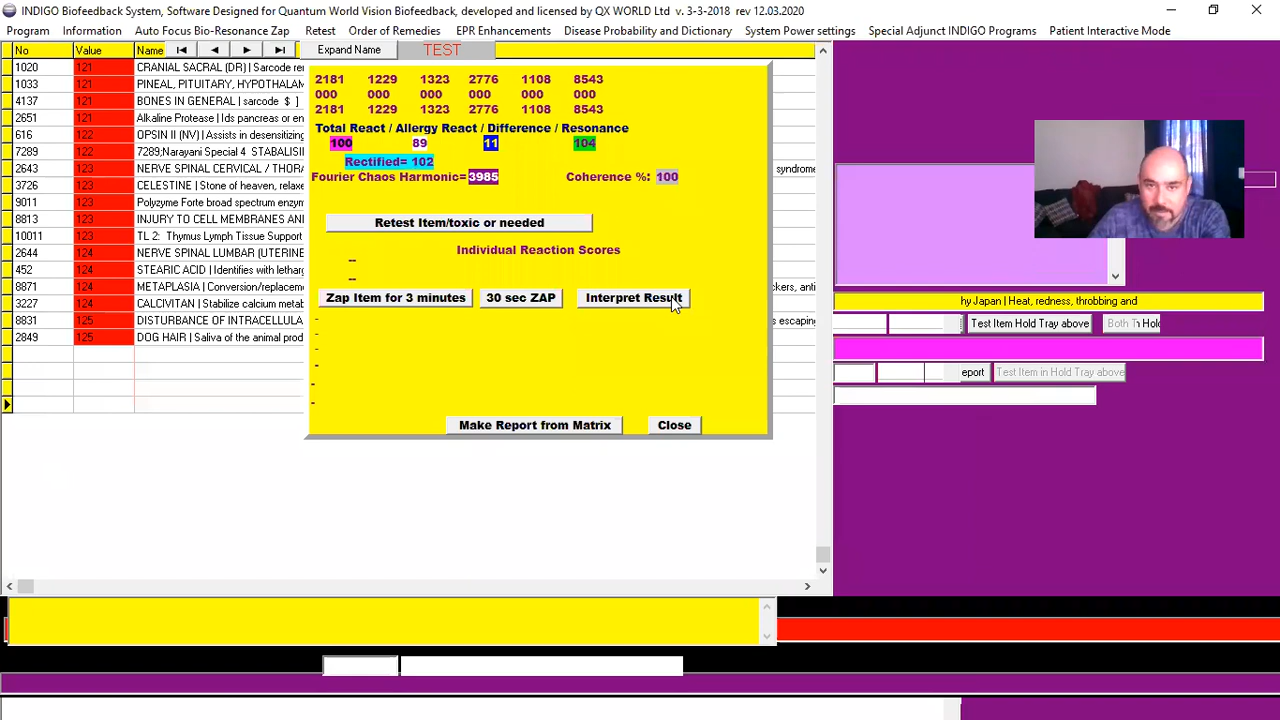 INDIGO Biofeedback System, Software Designed for Quantum World Vision Biofeedback, developed and licensed by QX WORLD Ltd v. 3-3-2018 rev 12.03.2020
Program Information Auto Focus Bio-Resonance Zap Retest Order of Remedies EPR Enhancements Disease Probability and Dictionary System Power settings Special Adjunct INDIGO Programs Patient Interactive Mode
No Value Name Expand Name TEST
1020 121 CRANIAL SACRAL (DR) | Sarcode re
1033 121 PINEAL, PITUITARY, HYPOTHALAM
4137 121 BONES IN GENERAL [ Barcode $ ]
2651 121 Alkaline Protease | Ids pancreas or en
616 122 OPSIN II (NV) | Assists in desensitizing
7289 122 7289:Narayani Special 4 STABALIS
2643 123 NERVE SPINAL CERVICAL / THORA
3726 123 CELESTINE | Stone of heaven, relaxe
9011 123 Polyzyme Forte broad spectrum enzym
8813 123 INJURY TO CELL MEMBRANES AN
10011 123 TL 2: Thymus Lymph Tissue Support
2644 124 NERVE SPINAL LUMBAR UTERINE
452 124 STEARIC ACID | Identified with letharg
8871 124 METAPLASIA | Conversion/replaceme
3227 124 CALCIVITAN | Stabilize calcium metab
8831 125 DISTURBANCE OF INTRACELLULA
2849 125 DOG HAIR | Saliva of the animal prod
syndrome
ckers, anti
s escaping
2181 1229 1323 2776 1108 8543
000 000 000 000 000 000
2181 1229 1323 2776 1108 8543
Total React / Allergy React / Difference / Resonance
100 89 11 104
Rectified= 102
Fourier Chaos Harmonic= 3985 Coherence %: 100
Retest Item/toxic or needed
Individual Reaction Scores
--
--
Zap Item for 3 minutes 30 sec ZAP Interpret Result
-
-
-
-
-
-
Make Report from Matrix Close
hy Japan | Heat, redness, throbbing and
Test Item Hold Tray above Both
eport Test Item in Hold Tray above